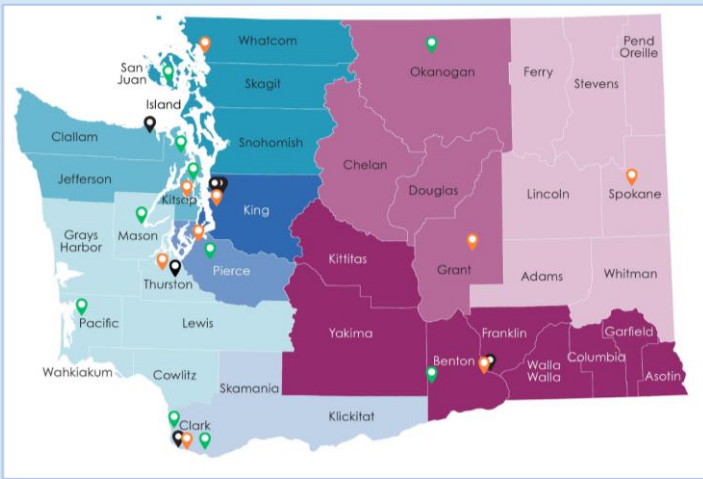 Whatcom
San
Juan
Skagit
Island
Snohomish
Clallam
Jefferson
Kitsap
King
Grays
Harbor
Mason
Pierce
Thurston
Pacific
Lewis
Wahkiakum
Cowlitz
Skamania
Clark
Klickitat
Okanogan
Ferry
Stevens
Pend
Oreille
Chelan
Douglas
Lincoln
Spokane
Kittitas
Grant
Adams
Whitman
Yakima
Benton
Franklin
Walla
Walla
Columbia
Garfield
Asotin